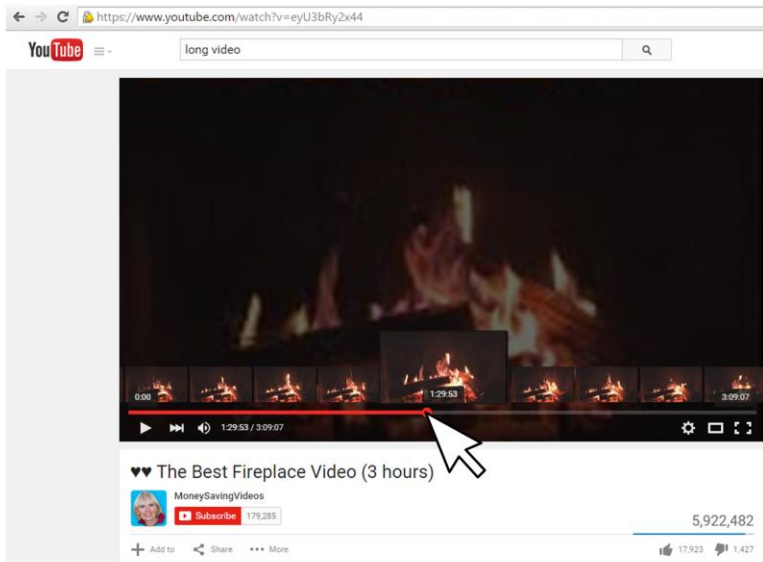 https://www.youtube.com/watch?v=eyU3bRy2x44
YouTube
long video
0:00
1:29:53
3:09:07
1:29:53 / 3:09:07
♥♥ The Best Fireplace Video (3 hours)
MoneySavingVideos
Subscribe 179,285
5,922,482
Add to Share More
17,923 1,427